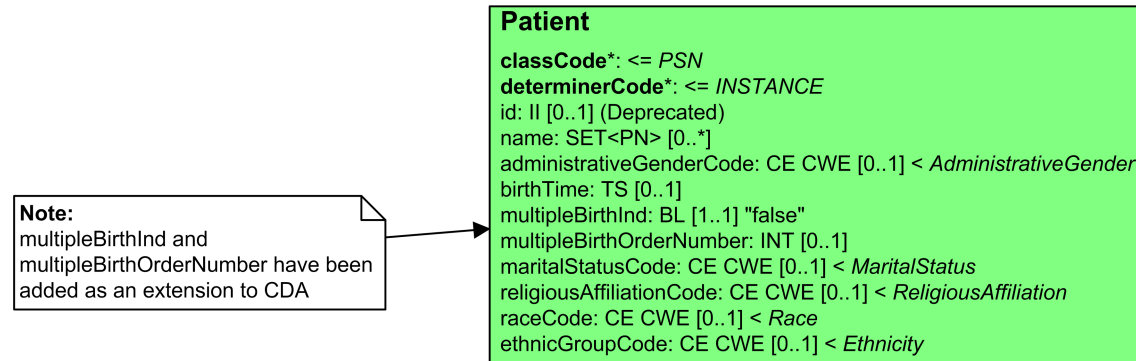 Patient
classCode*: <= PSN
determinerCode*: <= INSTANCE
id: II [0..1] (Deprecated)
name: SET<PN> [0..*]
administrativeGenderCode: CE CWE [0..1] < AdministrativeGender
birthTime: TS [0..1]
multipleBirthInd: BL [1..1] "false"
multipleBirthOrderNumber: INT [0..1]
maritalStatusCode: CE CWE [0..1] < MaritalStatus
religiousAffiliationCode: CE CWE [0..1] < ReligiousAffiliation
raceCode: CE CWE [0..1] < Race
ethnicGroupCode: CE CWE [0..1] < Ethnicity
Note:
multipleBirthInd and
multipleBirthOrderNumber have been
added as an extension to CDA